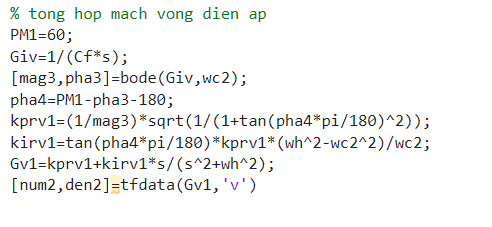 % tong hop mach vong dien ap
PM1=60;
Giv=1/(Cf*s);
[mag3,pha3]=bode(Giv,wc2);
pha4=PM1-pha3-180;
kprv1=(1/mag3)*sqrt(1/(1+tan(pha4*pi/180)^2));
kirv1=tan(pha4*pi/180)*kprv1*(wh^2-wc2^2)/wc2;
Gv1=kprv1+kirv1*s/(s^2+wh^2);
[num2,den2]=tfdata(Gv1,'v')